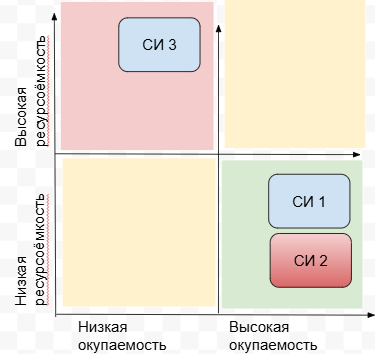 Высокая
ресурсоёмкость
СИ 3
Низкая
ресурсоёмкость
СИ 1
СИ 2
Низкая
окупаемость
Высокая
окупаемость